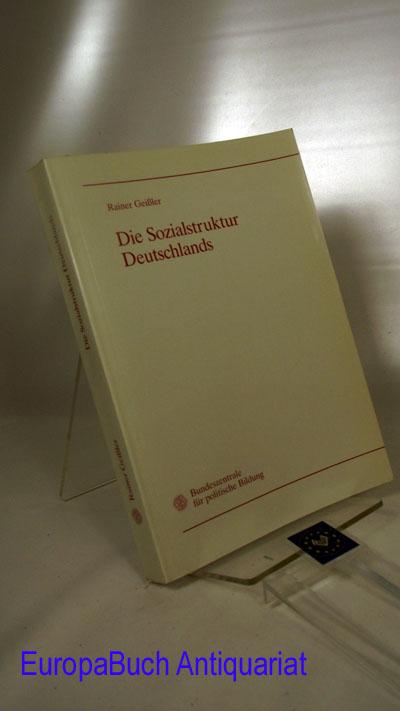 Rainer Geißler
Die Sozialstruktur
Deutschlands
Bundeszentrale
für politische Bildung
Die Sozialstruktur Deutschlands
Rainer Geißler
EuropaBuch Antiquariat